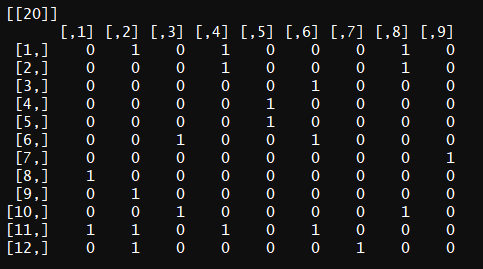 [[20]]
      [,1] [,2] [,3] [,4] [,5] [,6] [,7] [,8] [,9]
 [1,]    0    1    0    1    0    0    0    1    0
 [2,]    0    0    0    1    0    0    0    1    0
 [3,]    0    0    0    0    0    1    0    0    0
 [4,]    0    0    0    0    1    0    0    0    0
 [5,]    0    0    0    0    1    0    0    0    0
 [6,]    0    0    1    0    0    1    0    0    0
 [7,]    0    0    0    0    0    0    0    0    1
 [8,]    1    0    0    0    0    0    0    0    0
 [9,]    0    1    0    0    0    0    0    0    0
[10,]    0    0    1    0    0    0    0    1    0
[11,]    1    1    0    1    0    1    0    0    0
[12,]    0    1    0    0    0    0    1    0    0